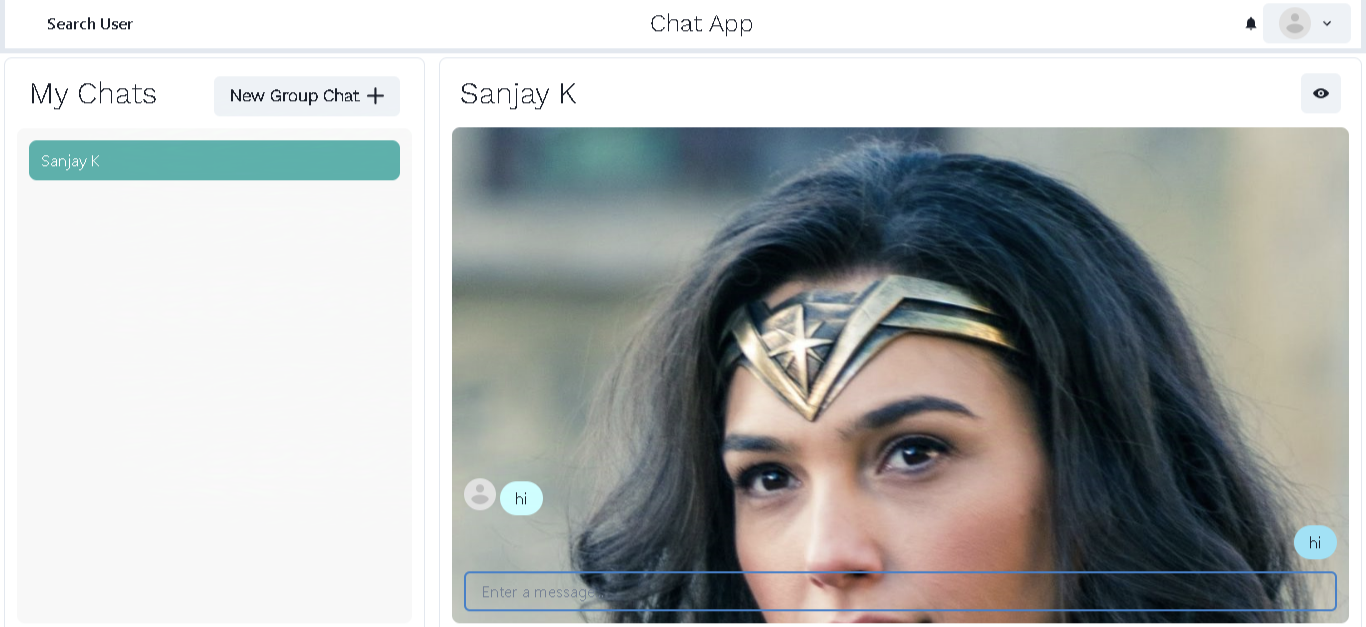 Search User
Chat App
My Chats
New Group Chat
Sanjay K
Sanjay K
hi
hi
Enter a message..